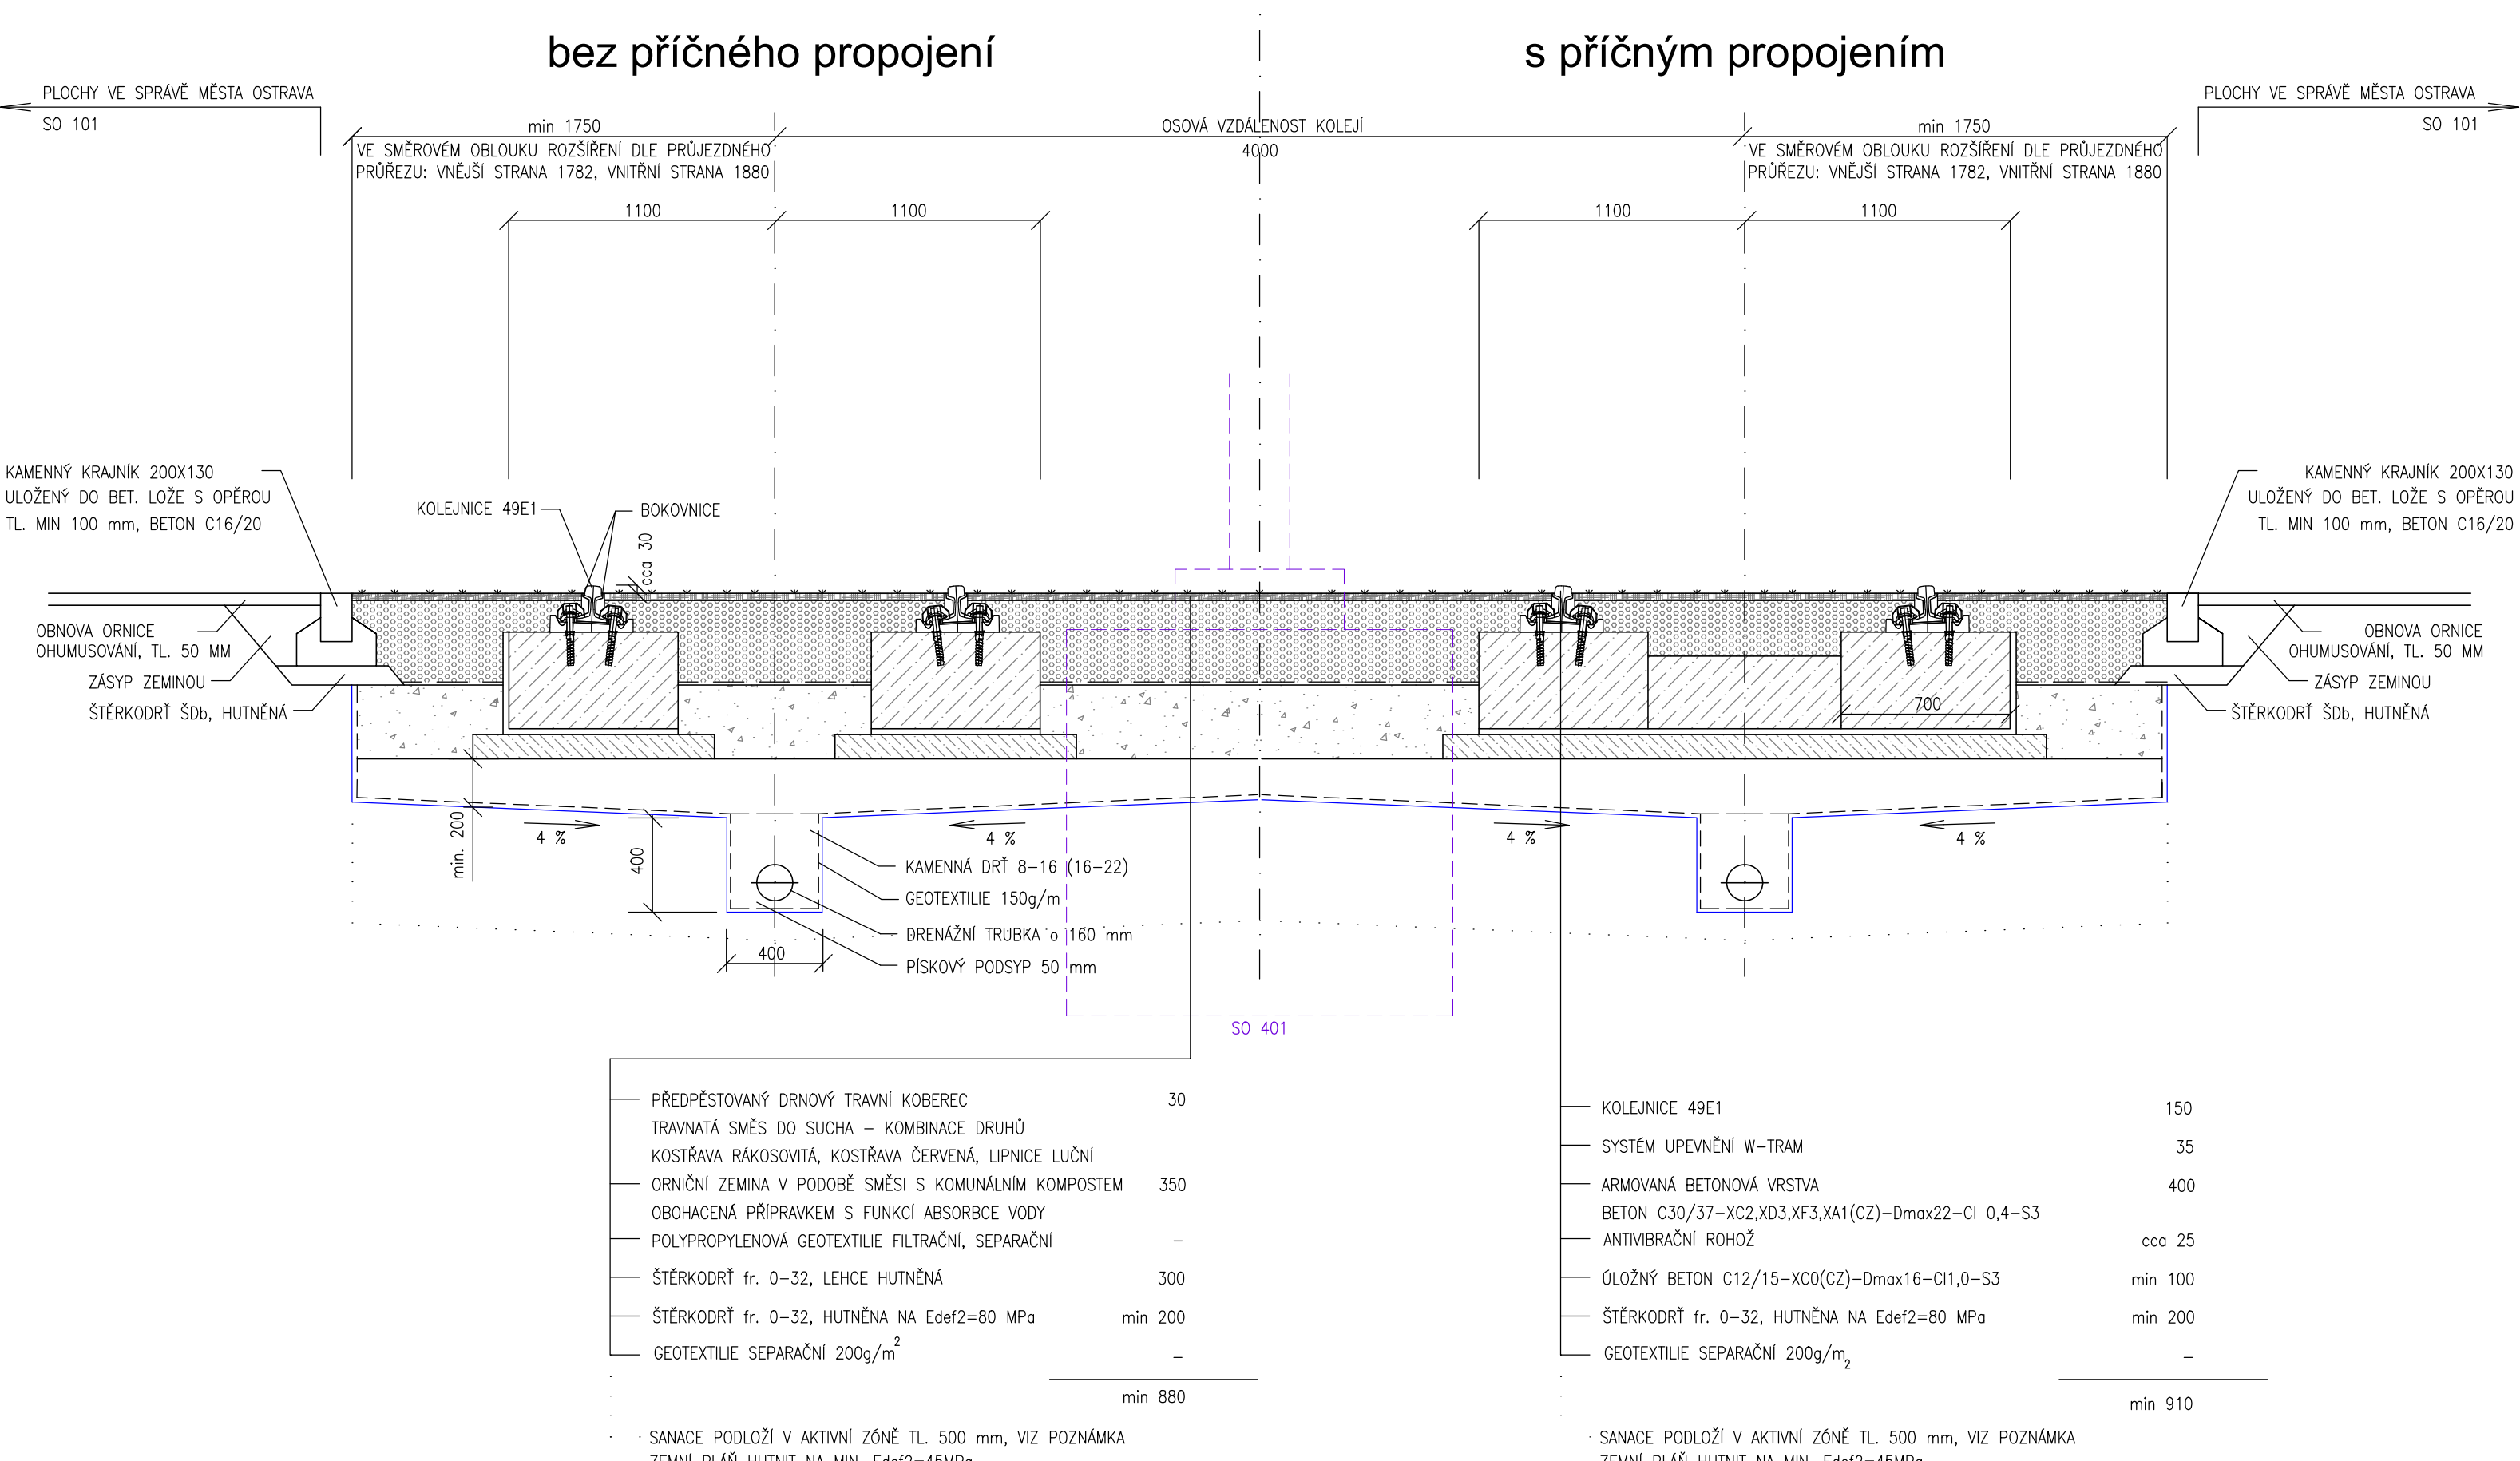 bez příčného propojení
s příčným propojením
PLOCHY VE SPRÁVĚ MĚSTA OSTRAVA
SO 101
PLOCHY VE SPRÁVĚ MĚSTA OSTRAVA
SO 101
min 1750
VE SMĚROVÉM OBLOUKU ROZŠÍŘENÍ DLE PRŮJEZDNÉHO
PRŮŘEZU: VNĚJŠÍ STRANA 1782, VNITŘNÍ STRANA 1880
OSOVÁ VZDÁLENOST KOLEJÍ
4000
min 1750
VE SMĚROVÉM OBLOUKU ROZŠÍŘENÍ DLE PRŮJEZDNÉHO
PRŮŘEZU: VNĚJŠÍ STRANA 1782, VNITŘNÍ STRANA 1880
1100
1100
1100
1100
KAMENNÝ KRAJNÍK 200X130
ULOŽENÝ DO BET. LOŽE S OPĚROU
TL. MIN 100 mm, BETON C16/20
KOLEJNICE 49E1
BOKOVNICE
cca 30
KAMENNÝ KRAJNÍK 200X130
ULOŽENÝ DO BET. LOŽE S OPĚROU
TL. MIN 100 mm, BETON C16/20
OBNOVA ORNICE
OHUMUSOVÁNÍ, TL. 50 MM
ZÁSYP ZEMINOU
ŠTĚRKODRŤ ŠDb, HUTNĚNÁ
OBNOVA ORNICE
OHUMUSOVÁNÍ, TL. 50 MM
ZÁSYP ZEMINOU
ŠTĚRKODRŤ ŠDb, HUTNĚNÁ
700
min. 200
4 %
400
4 %
4 %
4 %
KAMENNÁ DRŤ 8-16 (16-22)
GEOTEXTILIE 150g/m
DRENÁŽNÍ TRUBKA o 160 mm
PÍSKOVÝ PODSYP 50 mm
400
SO 401
PŘEDPĚSTOVANÝ DRNOVÝ TRAVNÍ KOBEREC 30
TRAVNATÁ SMĚS DO SUCHA – KOMBINACE DRUHŮ
KOSTŘAVA RÁKOSOVITÁ, KOSTŘAVA ČERVENÁ, LIPNICE LUČNÍ
ORNIČNÍ ZEMINA V PODOBĚ SMĚSI S KOMUNÁLNÍM KOMPOSTEM 350
OBOHACENÁ PŘÍPRAVKEM S FUNKCÍ ABSORBCE VODY
POLYPROPYLENOVÁ GEOTEXTILIE FILTRAČNÍ, SEPARAČNÍ –
ŠTĚRKODRŤ fr. 0-32, LEHCE HUTNĚNÁ 300
ŠTĚRKODRŤ fr. 0-32, HUTNĚNA NA Edef2=80 MPa min 200
GEOTEXTILIE SEPARAČNÍ 200g/m2 –
min 880
SANACE PODLOŽÍ V AKTIVNÍ ZÓNĚ TL. 500 mm, VIZ POZNÁMKA
ZEMNÍ PLÁŇ HUTNIT NA MIN. Edef2=45MPa
KOLEJNICE 49E1 150
SYSTÉM UPEVNĚNÍ W-TRAM 35
ARMOVANÁ BETONOVÁ VRSTVA 400
BETON C30/37-XC2,XD3,XF3,XA1(CZ)-Dmax22-Cl 0,4-S3
ANTIVIBRAČNÍ ROHOŽ cca 25
ÚLOŽNÝ BETON C12/15-XC0(CZ)-Dmax16-Cl1,0-S3 min 100
ŠTĚRKODRŤ fr. 0-32, HUTNĚNA NA Edef2=80 MPa min 200
GEOTEXTILIE SEPARAČNÍ 200g/m2 –
min 910
SANACE PODLOŽÍ V AKTIVNÍ ZÓNĚ TL. 500 mm, VIZ POZNÁMKA
ZEMNÍ PLÁŇ HUTNIT NA MIN. Edef2=45MPa